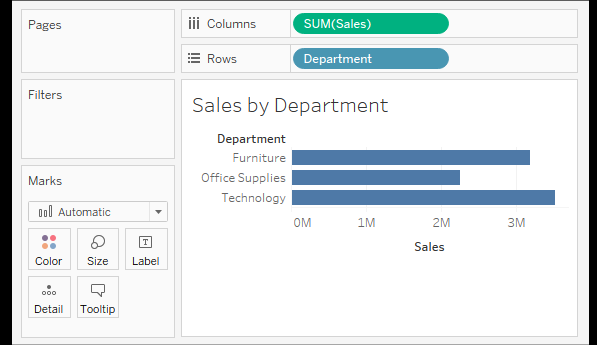 Pages
Columns
SUM(Sales)
Rows
Department
Filters
Marks
Automatic
Color
Size
T
Label
Detail
Tooltip
Sales by Department
Department
Furniture
Office Supplies
Technology
0M 1M 2M 3M
Sales